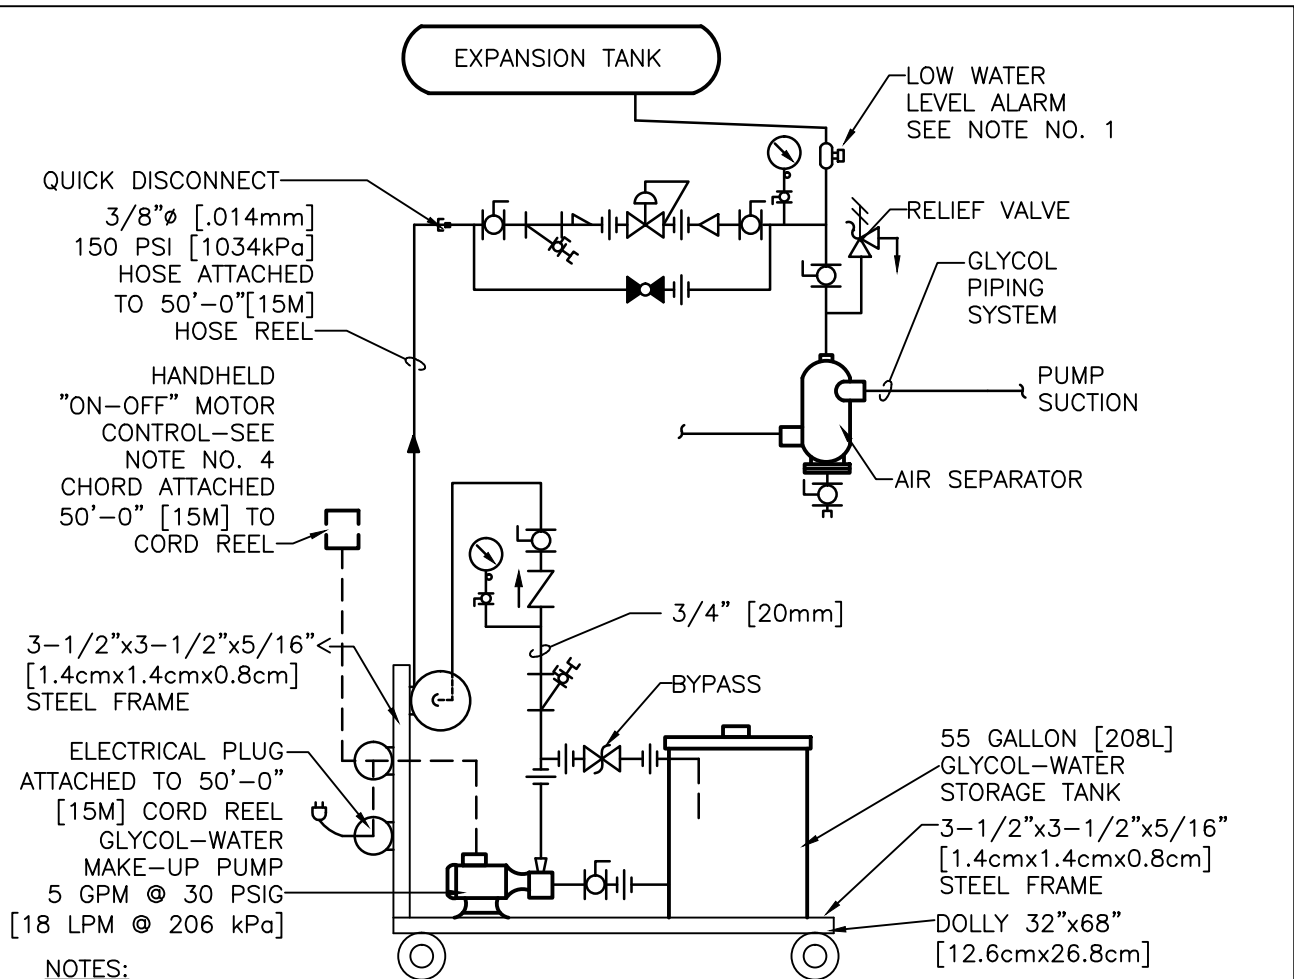 EXPANSION TANK
LOW WATER
LEVEL ALARM
SEE NOTE NO. 1
QUICK DISCONNECT
3/8"ø [.014mm]
150 PSI [1034kPa]
HOSE ATTACHED
TO 50'-0"[15M]
HOSE REEL
RELIEF VALVE
GLYCOL
PIPING
SYSTEM
PUMP
SUCTION
AIR SEPARATOR
HANDHELD
"ON-OFF" MOTOR
CONTROL-SEE
NOTE NO. 4
CHORD ATTACHED
50'-0" [15M] TO
CORD REEL
3/4" [20mm]
3-1/2"x3-1/2"x5/16"
[1.4cmx1.4cmx0.8cm]
STEEL FRAME
BYPASS
ELECTRICAL PLUG
ATTACHED TO 50'-0"
[15M] CORD REEL
GLYCOL-WATER
MAKE-UP PUMP
5 GPM @ 30 PSIG
[18 LPM @ 206 kPa]
55 GALLON [208L]
GLYCOL-WATER
STORAGE TANK
3-1/2"x3-1/2"x5/16"
[1.4cmx1.4cmx0.8cm]
STEEL FRAME
DOLLY 32"x68"
[12.6cmx26.8cm]
NOTES: